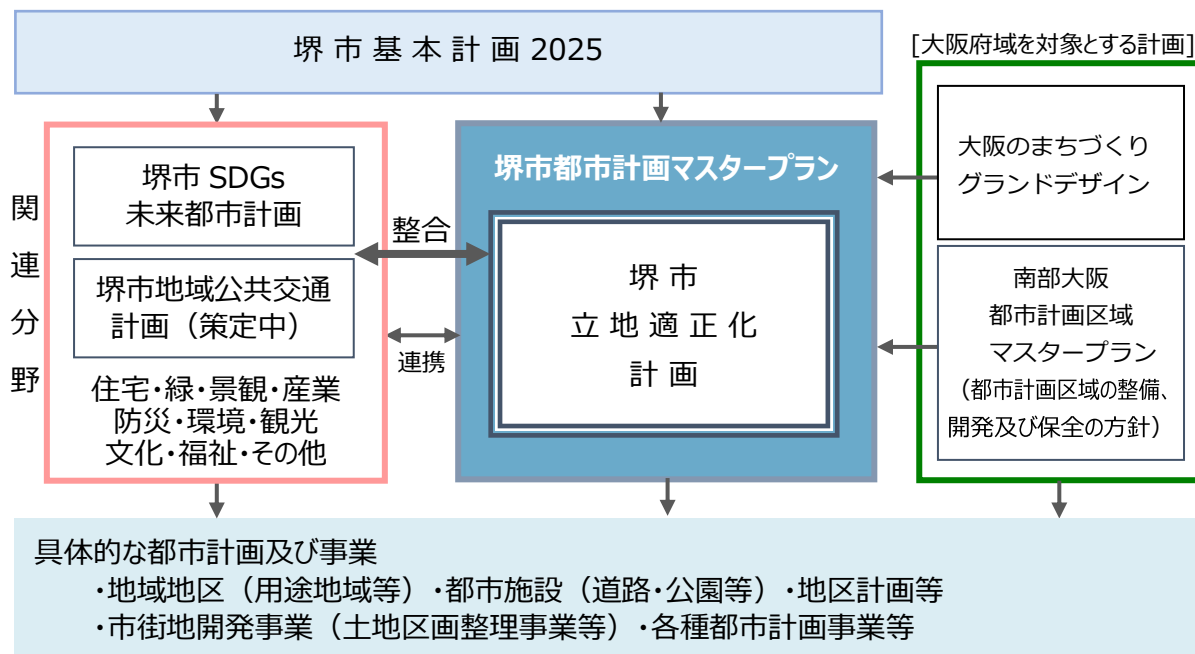 堺 市 基 本 計 画 2025
[大阪府域を対象とする計画]
関連分野
堺市 SDGs
未来都市計画
堺市地域公共交通
計画（策定中）
住宅・緑・景観・産業
防災・環境・観光
文化・福祉・その他
整合
連携
堺市都市計画マスタープラン
堺 市
立 地 適 正 化
計 画
大阪のまちづくり
グランドデザイン
南部大阪
都市計画区域
マスタープラン
（都市計画区域の整備、
開発及び保全の方針）
具体的な都市計画及び事業
・地域地区（用途地域等）・都市施設（道路・公園等）・地区計画等
・市街地開発事業（土地区画整理事業等）・各種都市計画事業等